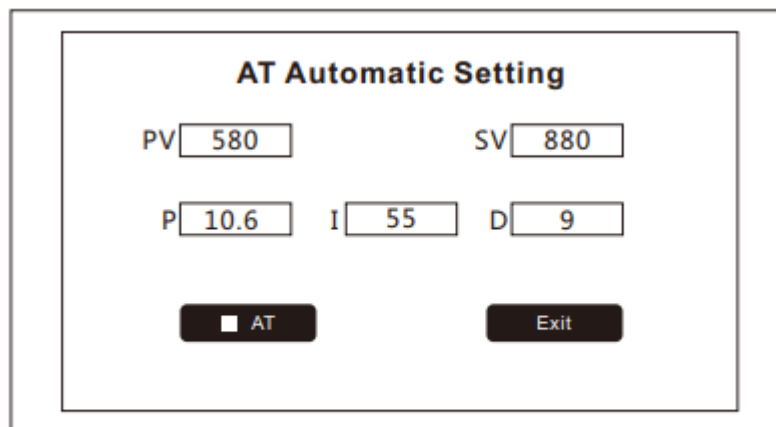 AT Automatic Setting
PV 580 SV 880
P 10.6 I 55 D 9
AT Exit